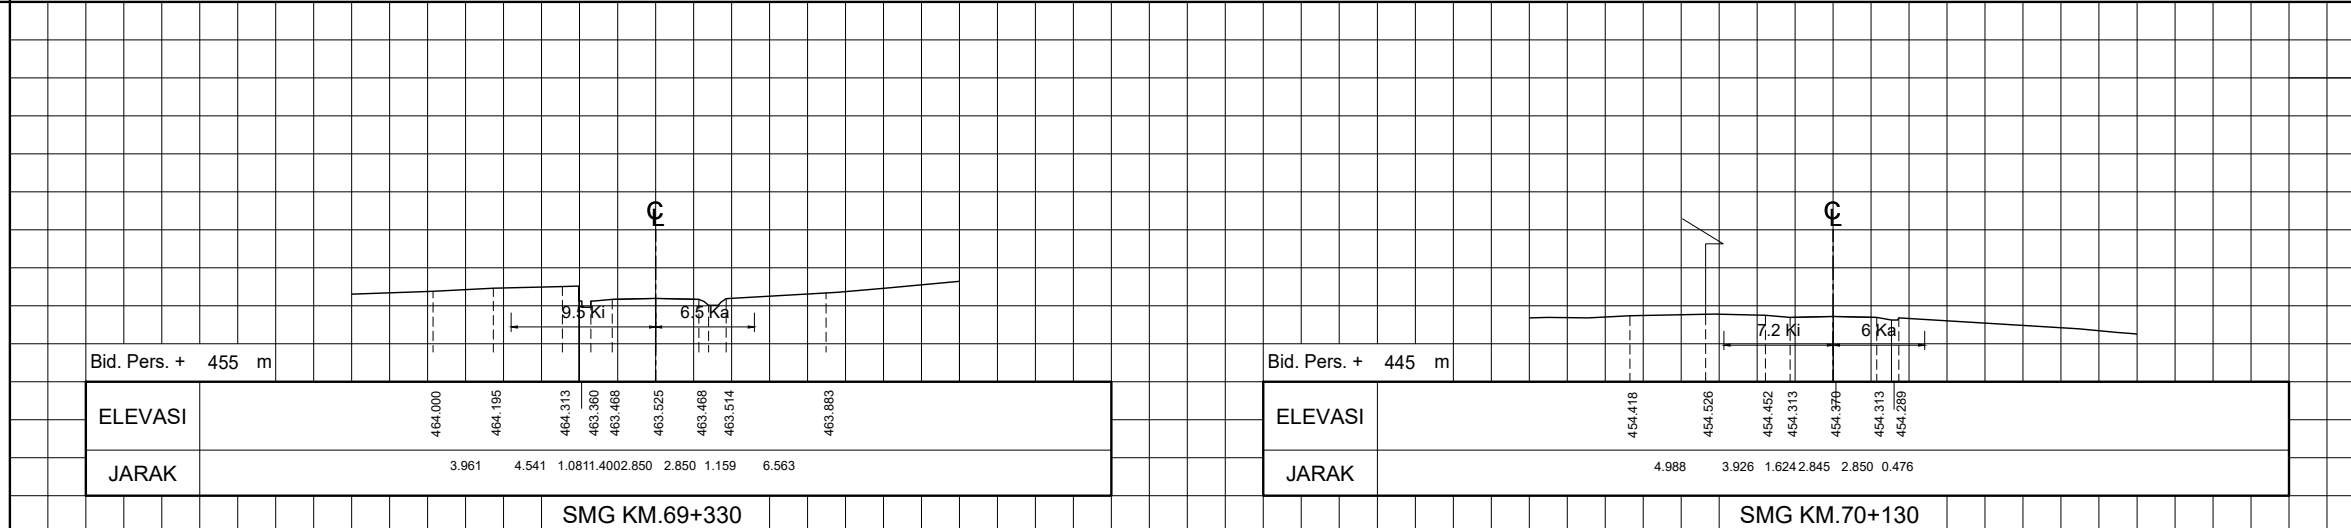 ℄
9.5 Ki 6.5 Ka
Bid. Pers. + 455 m
ELEVASI 464.000 464.195 464.313 463.360 463.468 463.525 463.468 463.514 463.883
JARAK 3.961 4.541 1.081 1.400 2.850 2.850 1.159 6.563
SMG KM.69+330
℄
7.2 Ki 6 Ka
Bid. Pers. + 445 m
ELEVASI 454.418 454.526 454.452 454.313 454.370 454.313 454.289
JARAK 4.988 3.926 1.624 2.845 2.850 0.476
SMG KM.70+130